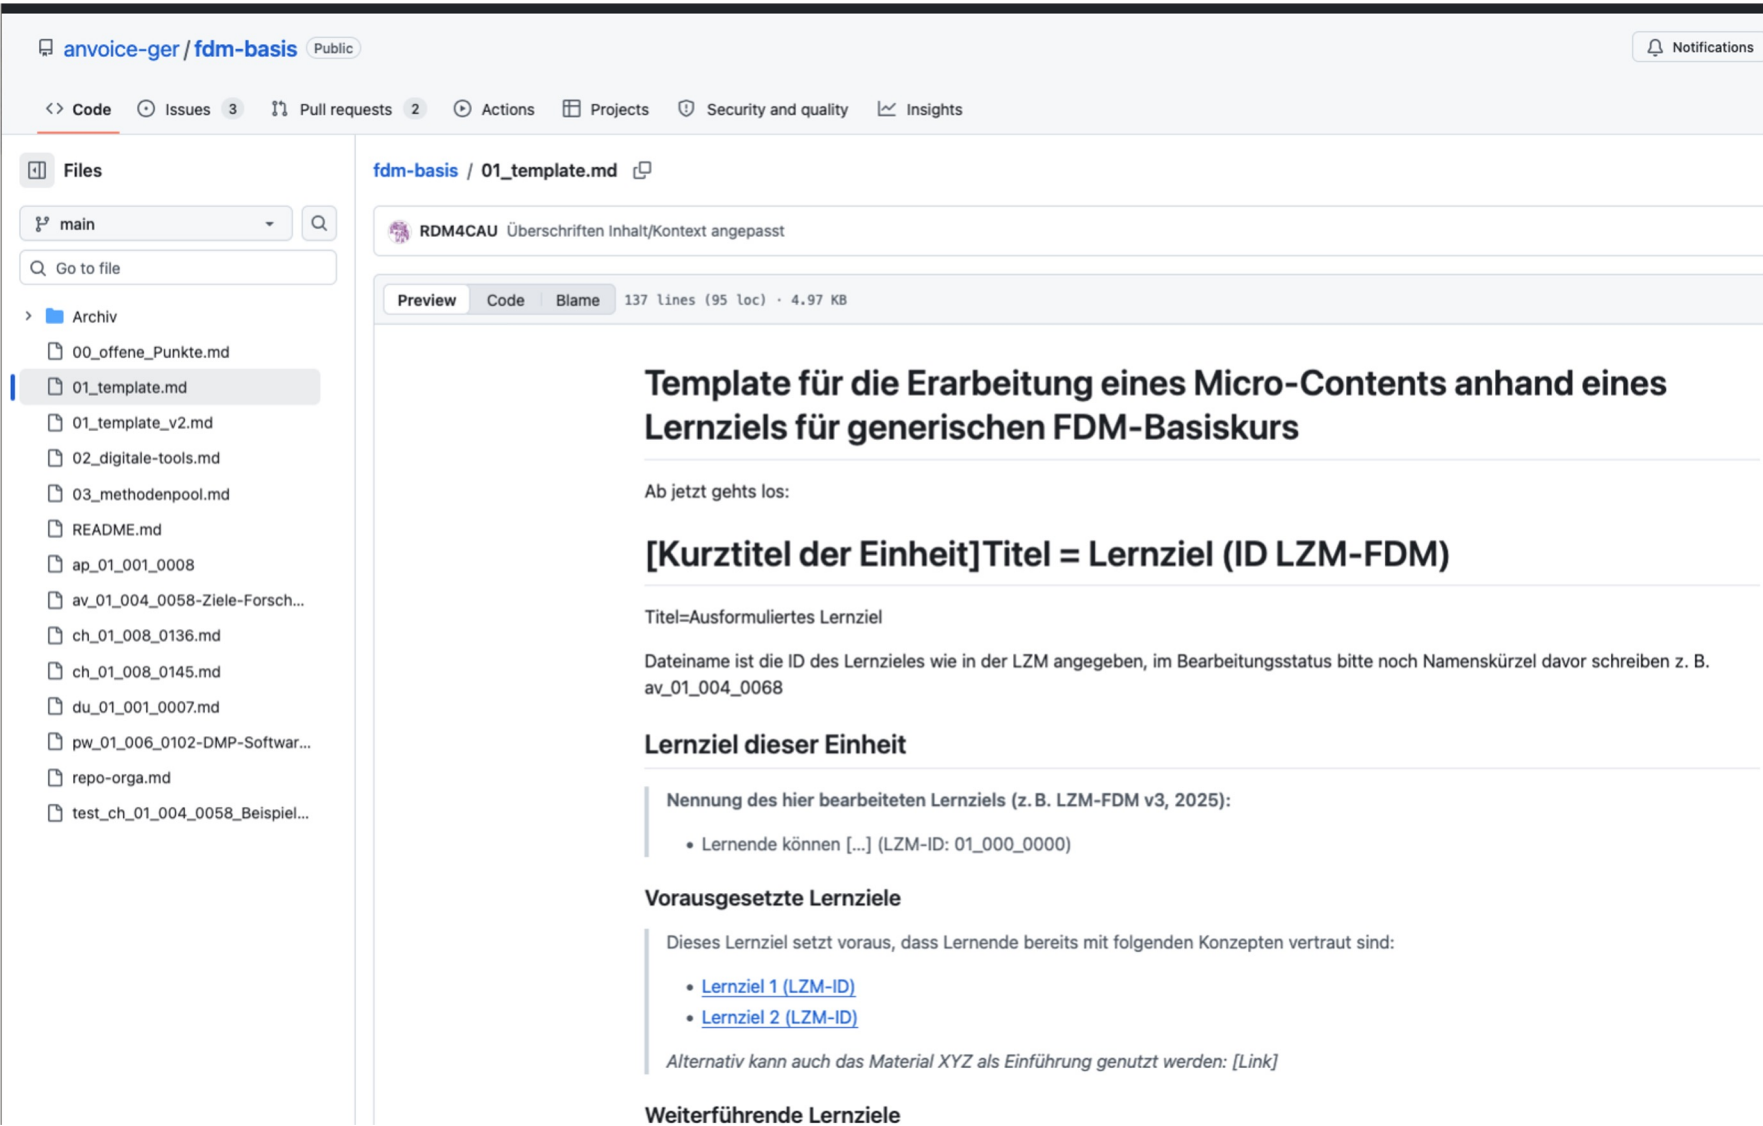 anvoice-ger / fdm-basis Public
Notifications
Code Issues 3 Pull requests 2 Actions Projects Security and quality Insights
Files
main
Go to file
Archiv
00_offene_Punkte.md
01_template.md
01_template_v2.md
02_digitale-tools.md
03_methodenpool.md
README.md
ap_01_001_0008
av_01_004_0058-Ziele-Forsch...
ch_01_008_0136.md
ch_01_008_0145.md
du_01_001_0007.md
pw_01_006_0102-DMP-Softwar...
repo-orga.md
test_ch_01_004_0058_Beispiel...
fdm-basis / 01_template.md
RDM4CAU Überschriften Inhalt/Kontext angepasst
Preview Code Blame 137 lines (95 loc) · 4.97 KB
Template für die Erarbeitung eines Micro-Contents anhand eines
Lernziels für generischen FDM-Basiskurs
Ab jetzt gehts los:
[Kurztitel der Einheit]Titel = Lernziel (ID LZM-FDM)
Titel=Ausformuliertes Lernziel
Dateiname ist die ID des Lernzieles wie in der LZM angegeben, im Bearbeitungsstatus bitte noch Namenskürzel davor schreiben z. B.
av_01_004_0068
Lernziel dieser Einheit
Nennung des hier bearbeiteten Lernziels (z. B. LZM-FDM v3, 2025):
• Lernende können [...] (LZM-ID: 01_000_0000)
Vorausgesetzte Lernziele
Dieses Lernziel setzt voraus, dass Lernende bereits mit folgenden Konzepten vertraut sind:
• Lernziel 1 (LZM-ID)
• Lernziel 2 (LZM-ID)
Alternativ kann auch das Material XYZ als Einführung genutzt werden: [Link]
Weiterführende Lernziele